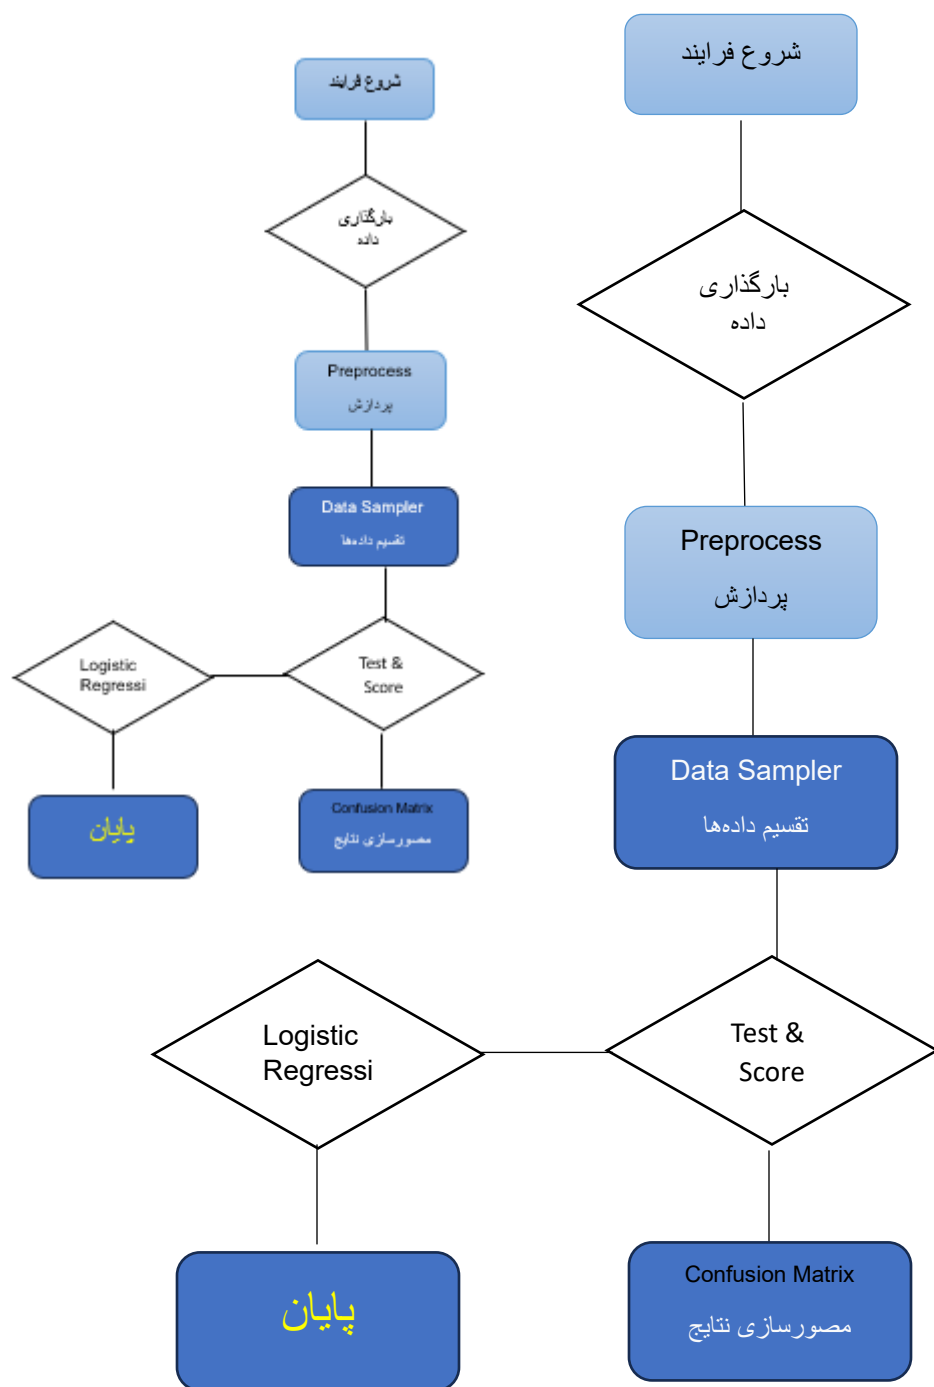 شروع فرایند
بارگذاری
داده
Preprocess
پردازش
Data Sampler
تقسیم داده‌ها
Test &
Score
Logistic
Regressi
Confusion Matrix
مصورسازی نتایج
پایان
شروع فرایند
بارگذاری
داده
Preprocess
پردازش
Data Sampler
تقسیم داده‌ها
Test &
Score
Logistic
Regressi
Confusion Matrix
مصورسازی نتایج
پایان